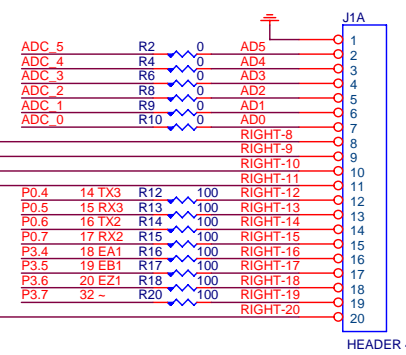 J1A
1
ADC_5 R2 0 AD5 2
ADC_4 R4 0 AD4 3
ADC_3 R6 0 AD3 4
ADC_2 R8 0 AD2 5
ADC_1 R9 0 AD1 6
ADC_0 R10 0 AD0 7
RIGHT-8 8
RIGHT-9 9
RIGHT-10 10
RIGHT-11 11
P0.4 14 TX3 R12 100 RIGHT-12 12
P0.5 15 RX3 R13 100 RIGHT-13 13
P0.6 16 TX2 R14 100 RIGHT-14 14
P0.7 17 RX2 R15 100 RIGHT-15 15
P3.4 18 EA1 R16 100 RIGHT-16 16
P3.5 19 EB1 R17 100 RIGHT-17 17
P3.6 20 EZ1 R18 100 RIGHT-18 18
P3.7 32 ~ R20 100 RIGHT-19 19
RIGHT-20 20
HEADER